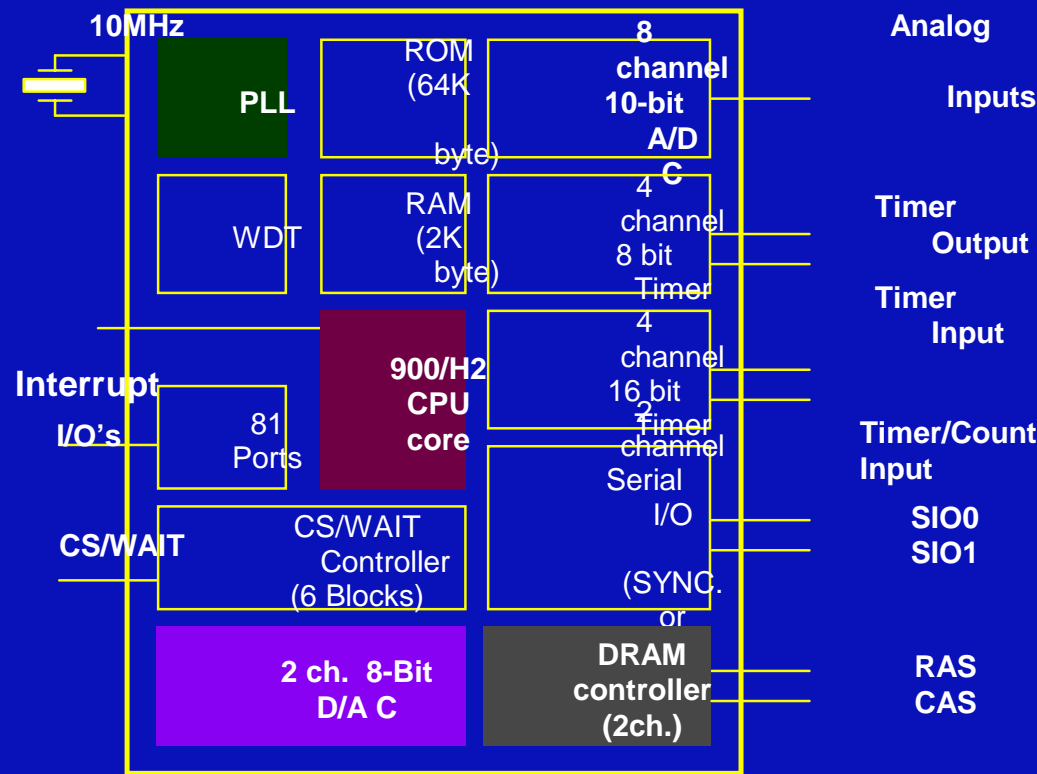 10MHz
PLL
ROM
(64K
byte)
8
channel
10-bit
A/D
C
Analog
Inputs
WDT
RAM
(2K
byte)
4
channel
8 bit
Timer
Timer
Output
Timer
Input
Interrupt
I/O's
81
Ports
900/H2
CPU
core
4
channel
16 bit
Timer
Timer/Count
Input
2
channel
Serial
I/O
(SYNC.
or
SIO0
SIO1
CS/WAIT
CS/WAIT
Controller
(6 Blocks)
2 ch. 8-Bit
D/A C
DRAM
controller
(2ch.)
RAS
CAS